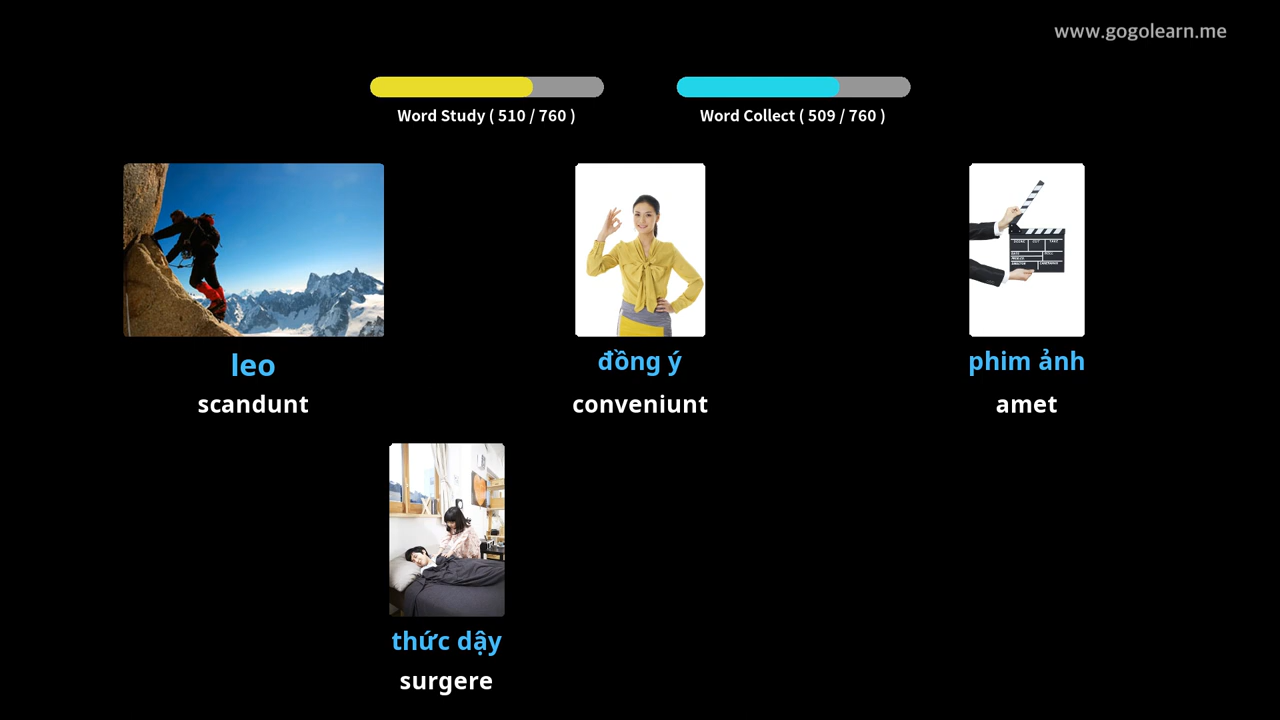 www.gogolearn.me
Word Study ( 510 / 760 )
Word Collect ( 509 / 760 )
leo
đồng ý
phim ảnh
scandunt
conveniunt
amet
thức dậy
surgere